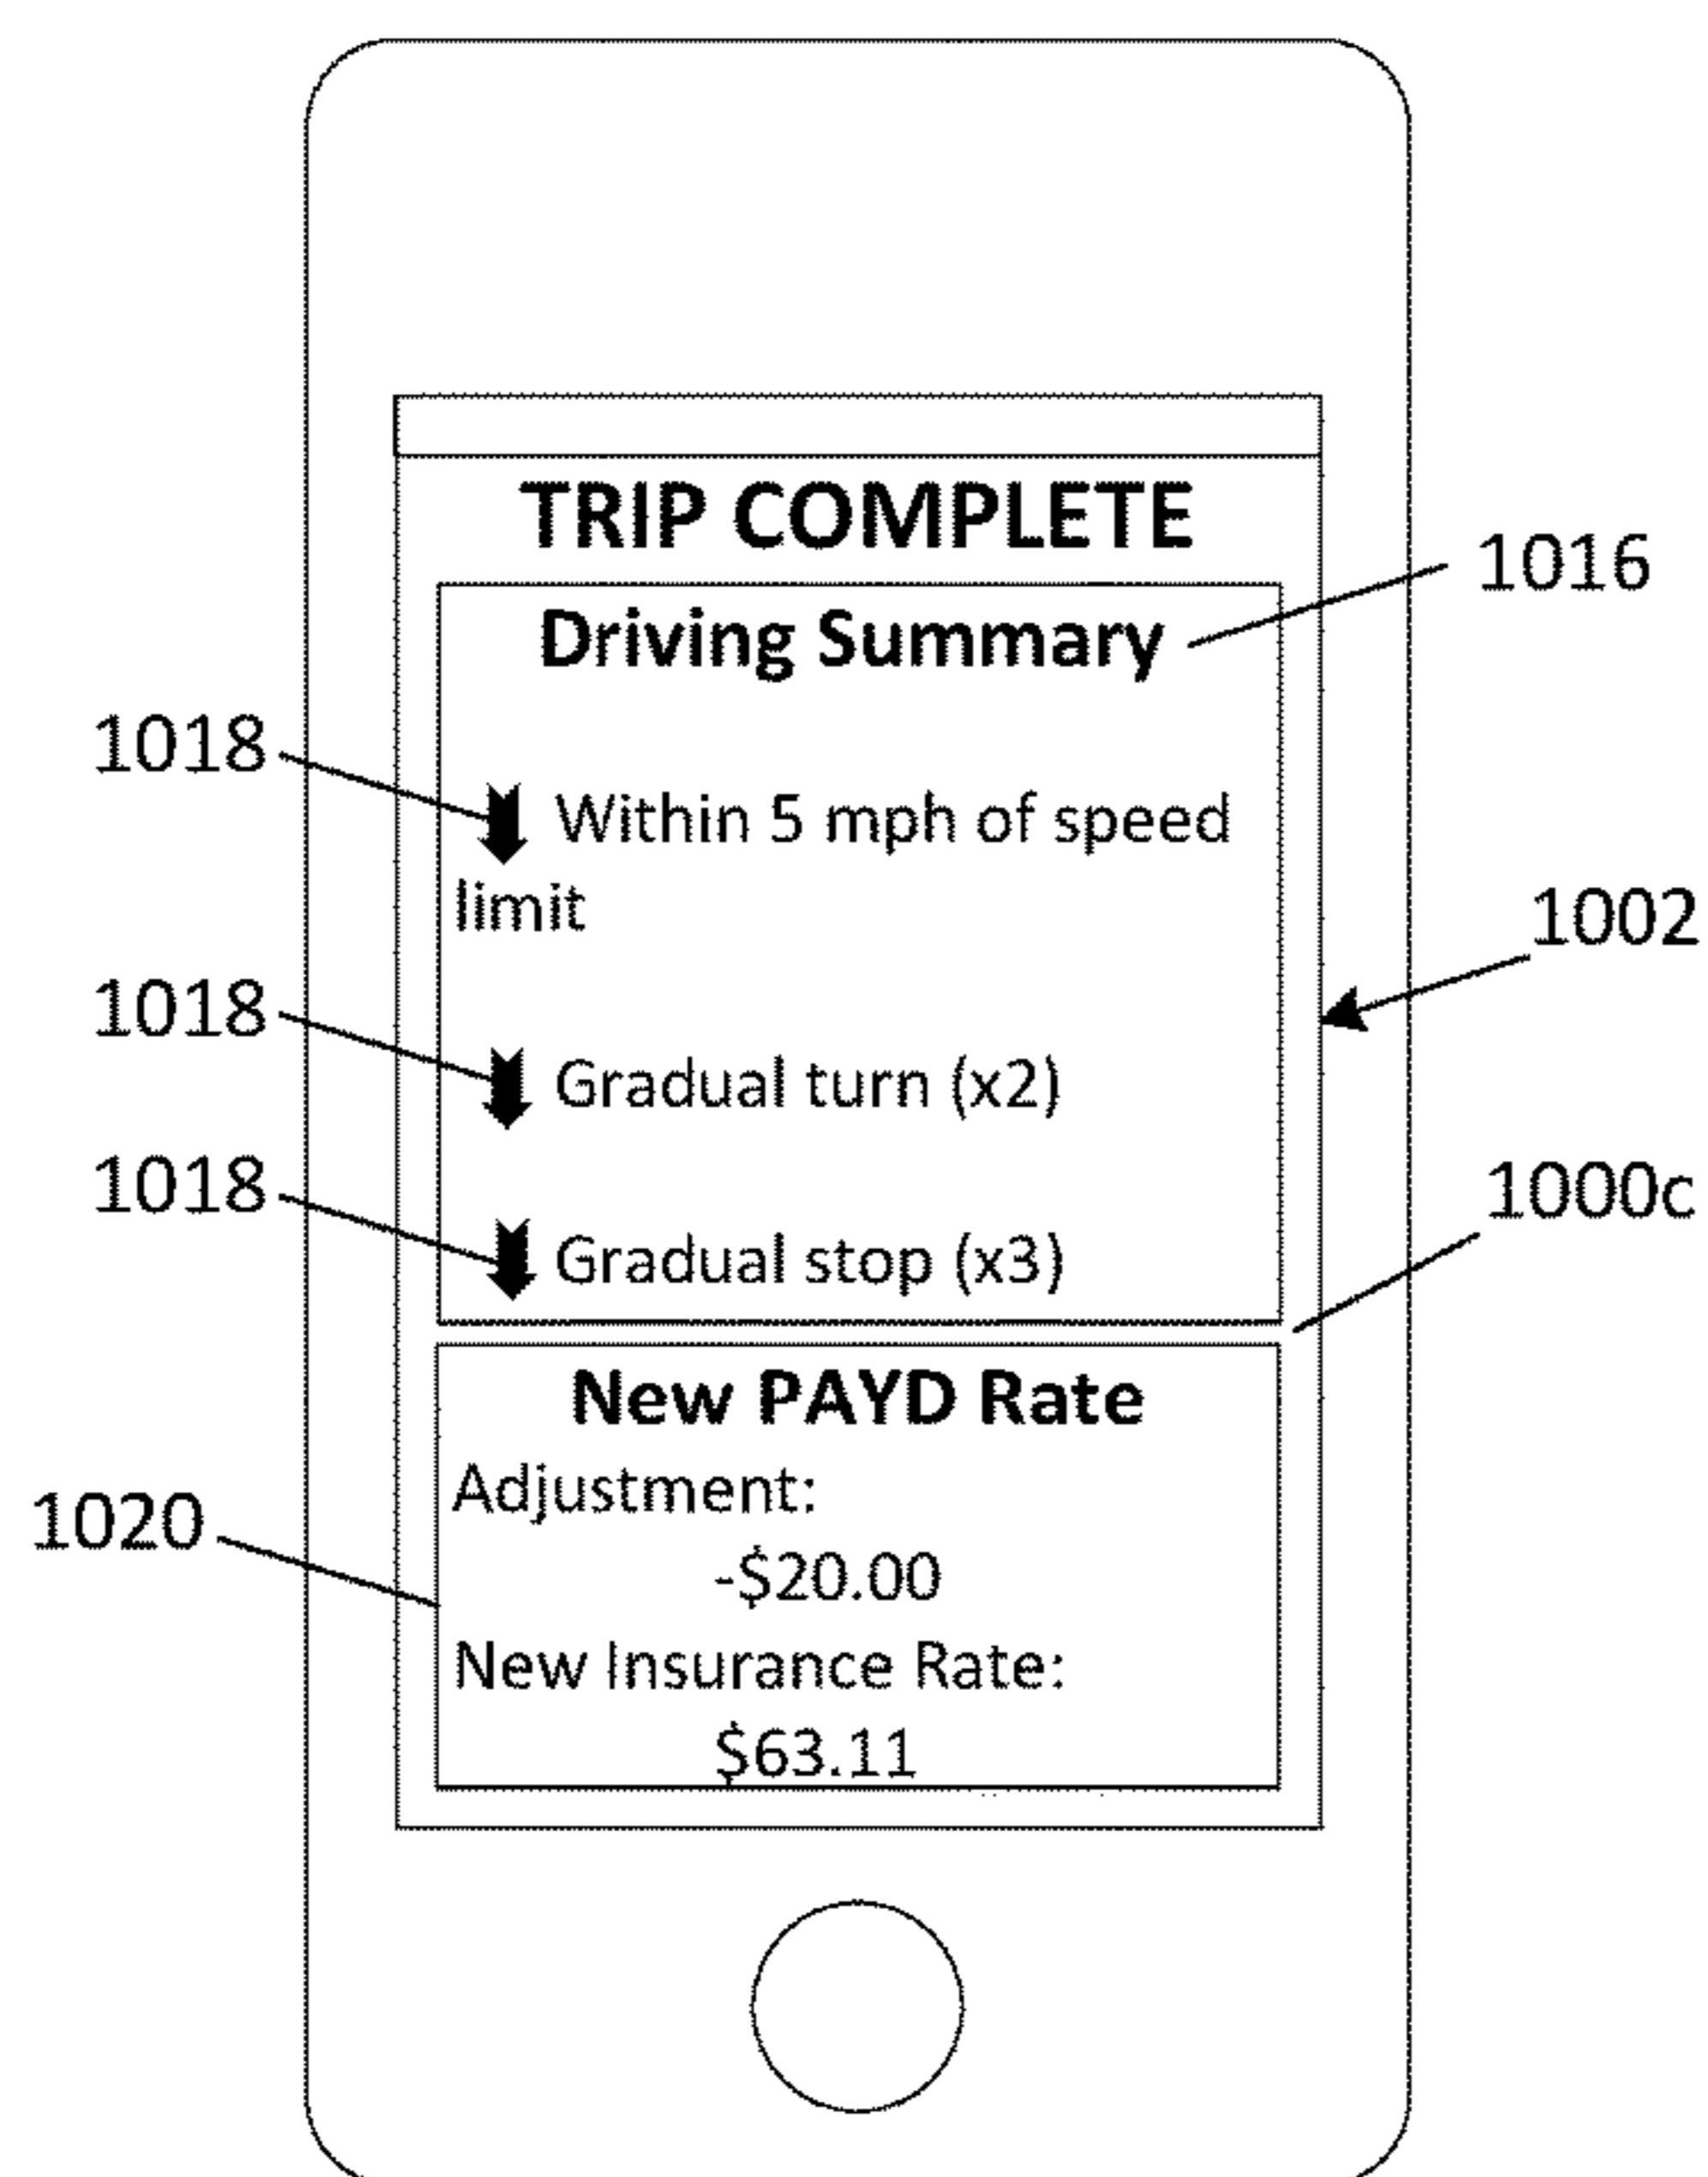 TRIP COMPLETE
1016
Driving Summary
1018
Within 5 mph of speed
limit
1002
1018
Gradual turn (x2)
1018
1000c
Gradual stop (x3)
New PAYD Rate
Adjustment:
1020
-$20.00
New Insurance Rate:
$63.11